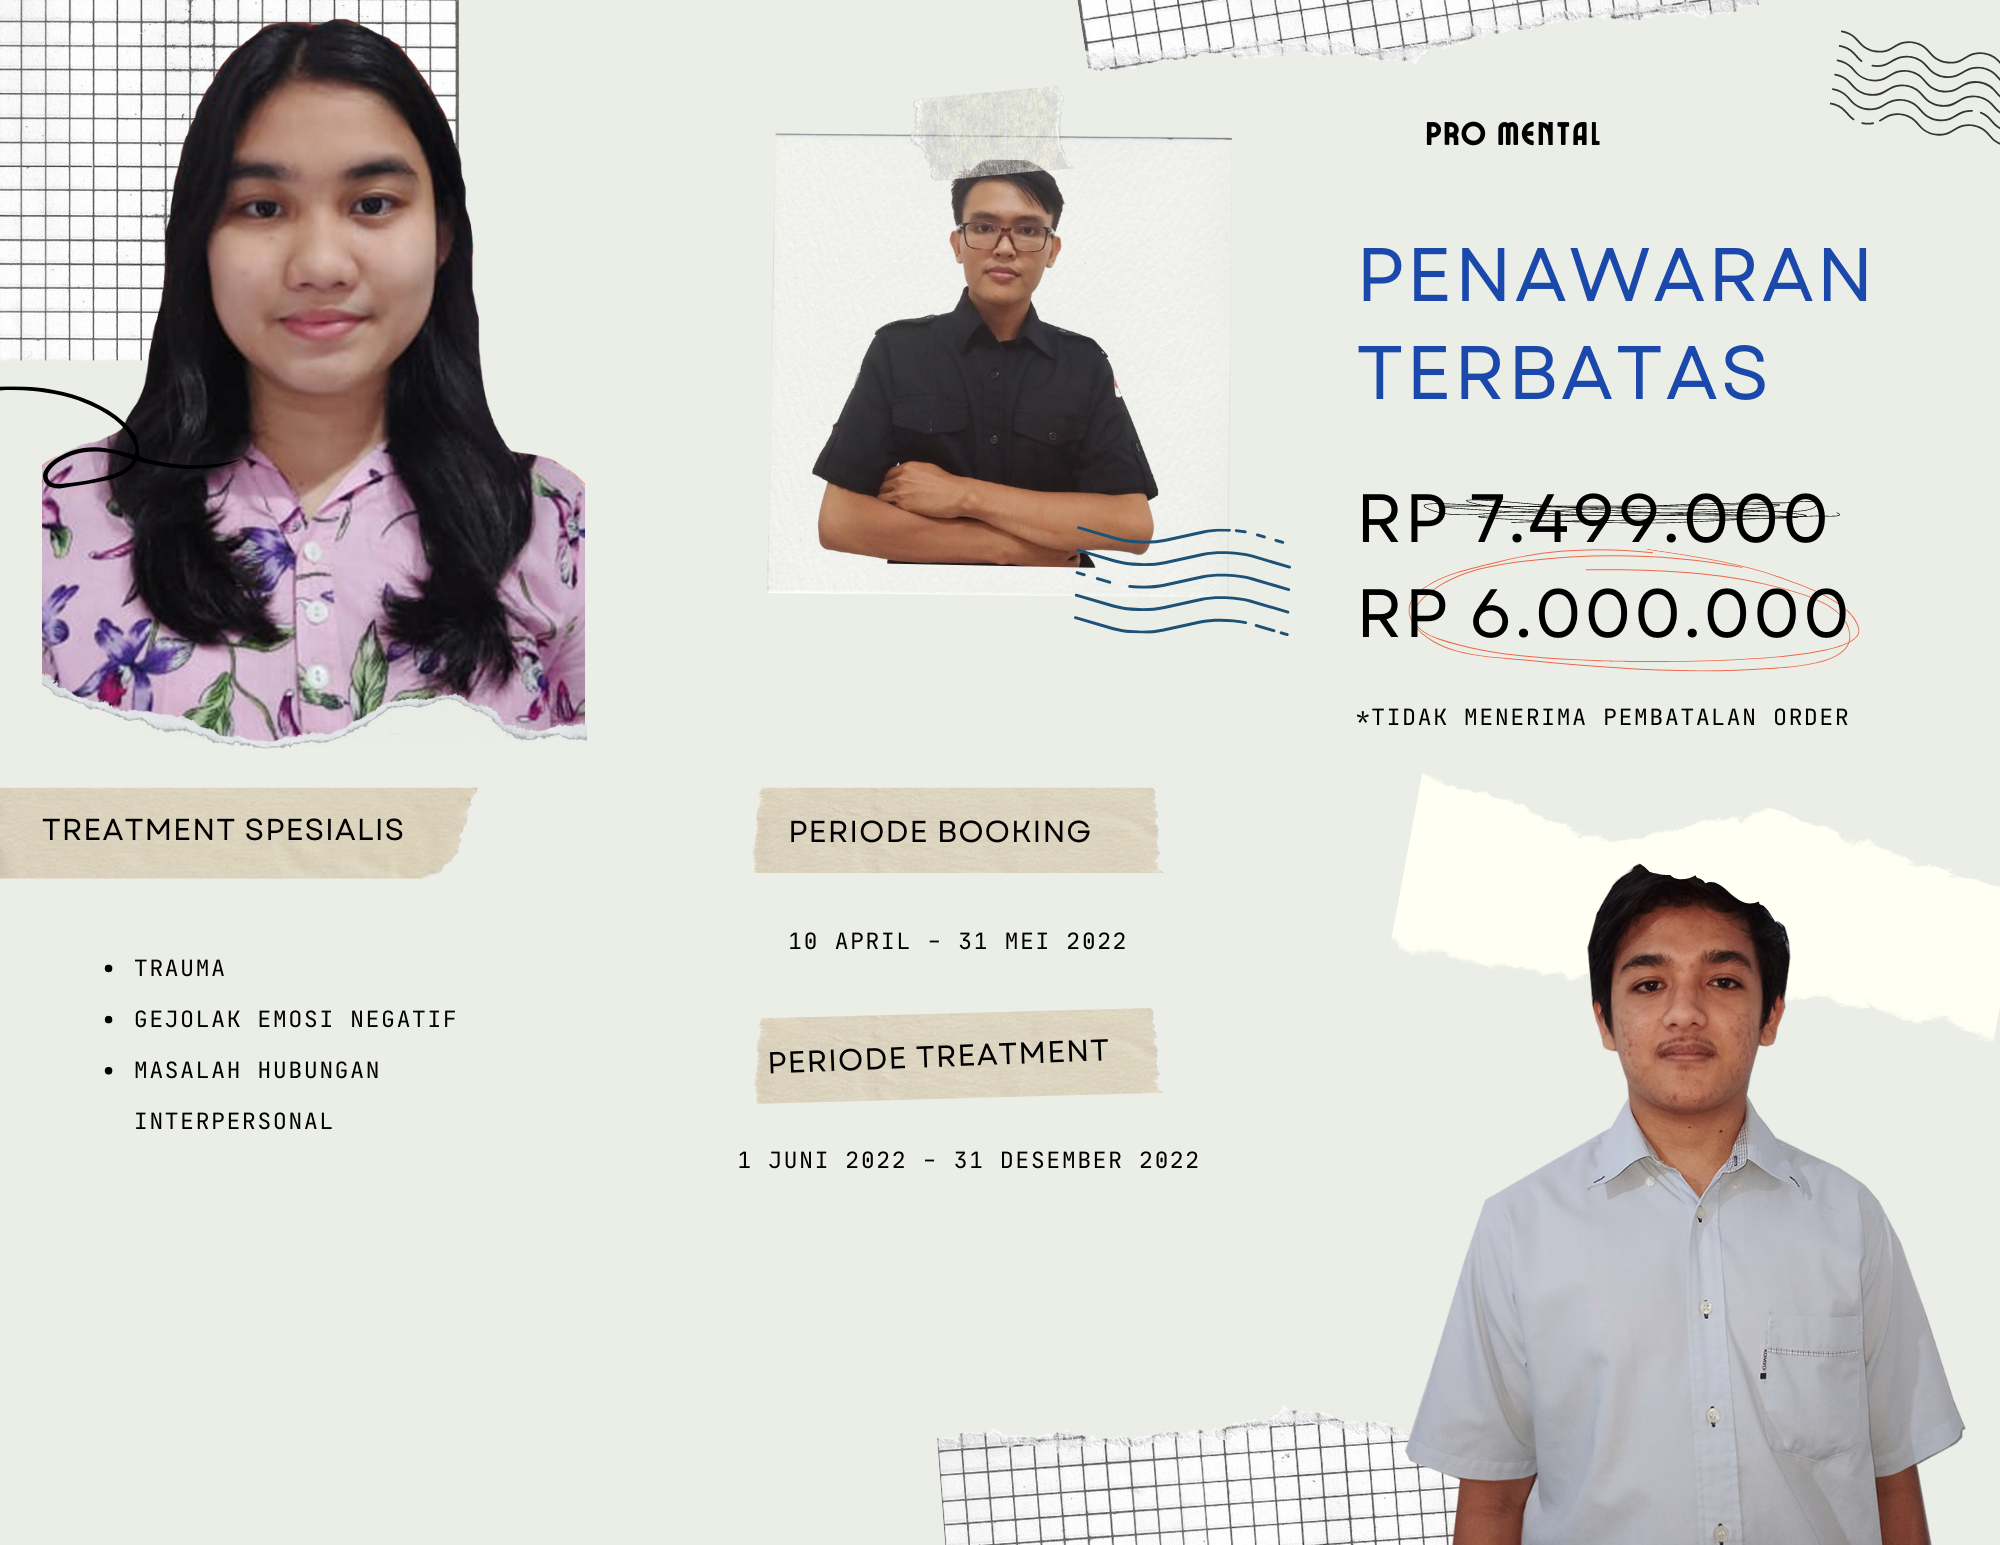 TREATMENT SPESIALIS
• TRAUMA
• GEJOLAK EMOSI NEGATIF
• MASALAH HUBUNGAN
INTERPERSONAL
PERIODE BOOKING
10 APRIL - 31 MEI 2022
PERIODE TREATMENT
1 JUNI 2022 - 31 DESEMBER 2022
PRO MENTAL
PENAWARAN
TERBATAS
RP 7.499.000
RP 6.000.000
*TIDAK MENERIMA PEMBATALAN ORDER